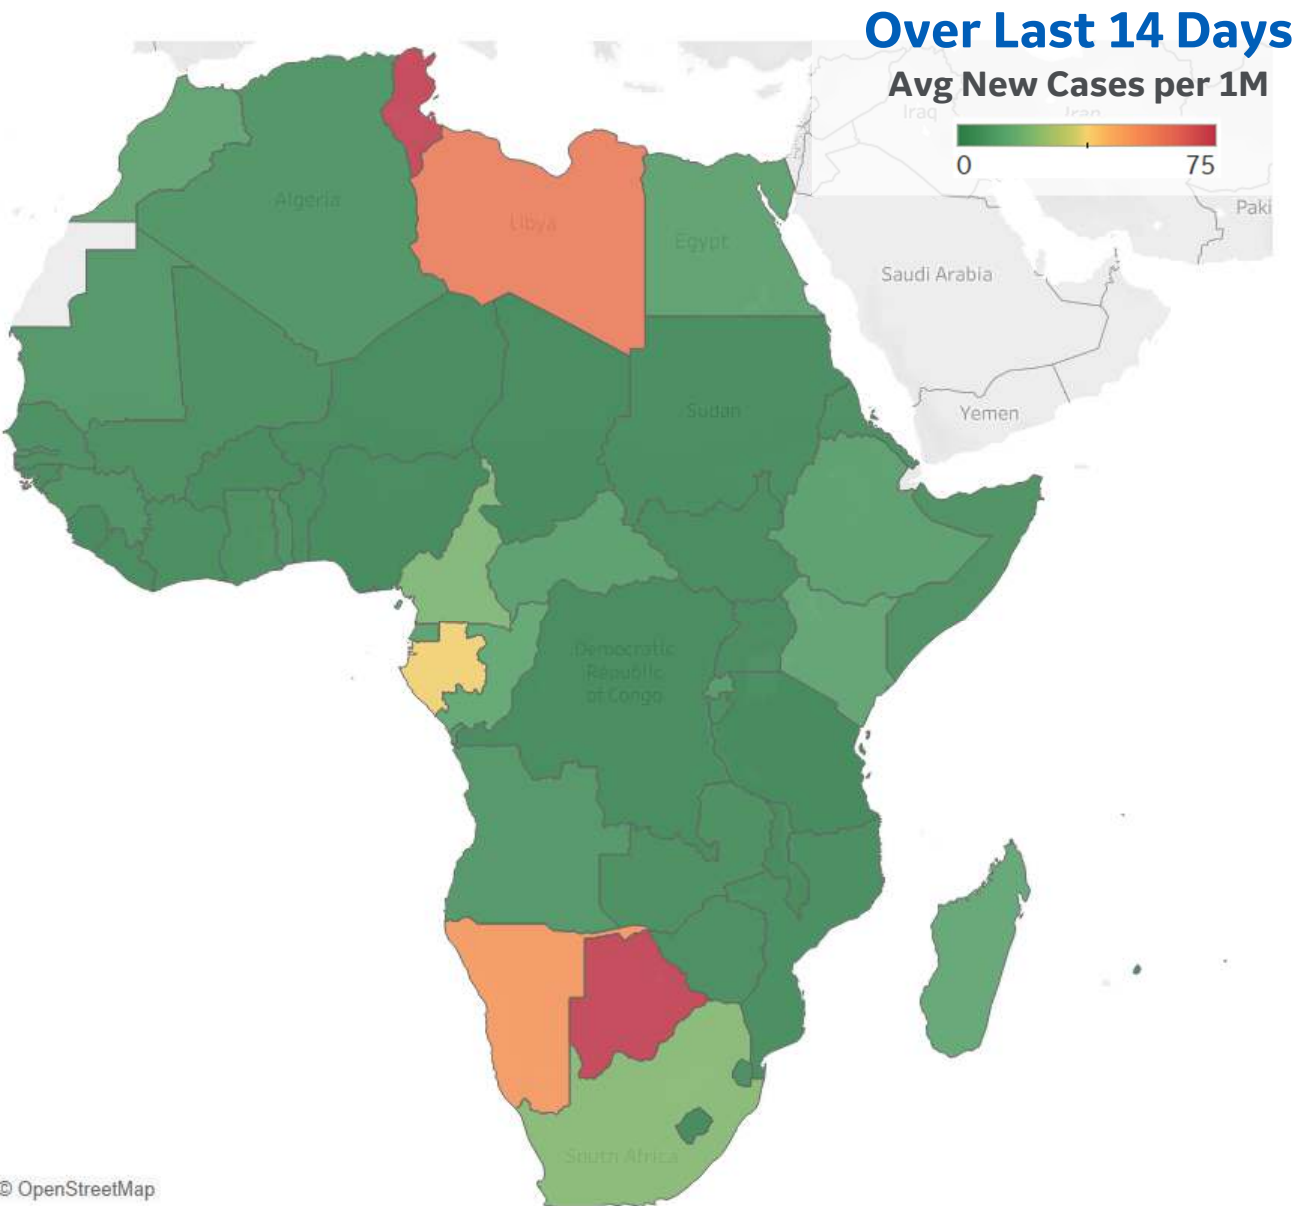 Over Last 14 Days
Avg New Cases per 1M
Iraq
Iran
0
75
Algeria
Libya
Egypt
Paki
Saudi Arabia
Sudan
Yemen
Democratic
Republic
of Congo
South Africa
© OpenStreetMap